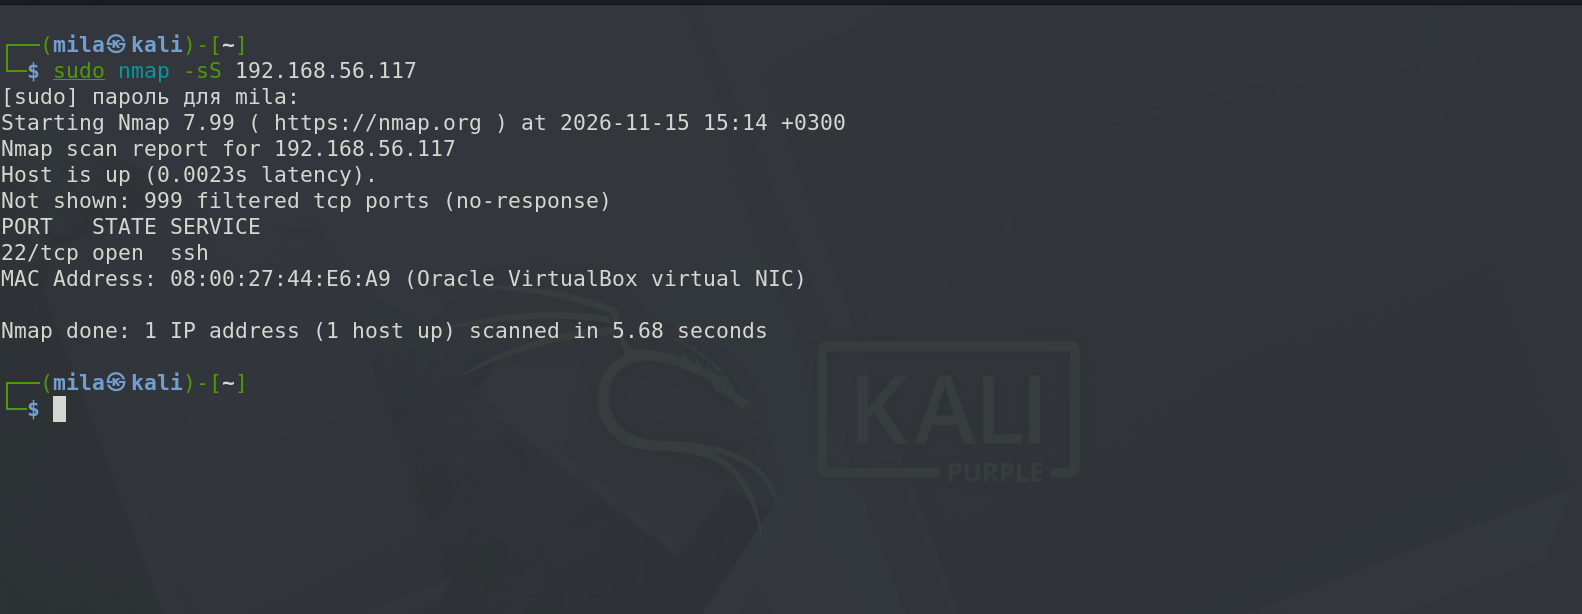 ┌──(mila㉿kali)-[~]
└─$ sudo nmap -sS 192.168.56.117
[sudo] пароль для mila:
Starting Nmap 7.99 ( https://nmap.org ) at 2026-11-15 15:14 +0300
Nmap scan report for 192.168.56.117
Host is up (0.0023s latency).
Not shown: 999 filtered tcp ports (no-response)
PORT   STATE SERVICE
22/tcp open  ssh
MAC Address: 08:00:27:44:E6:A9 (Oracle VirtualBox virtual NIC)
Nmap done: 1 IP address (1 host up) scanned in 5.68 seconds
┌──(mila㉿kali)-[~]
└─$
KALI
PURPLE